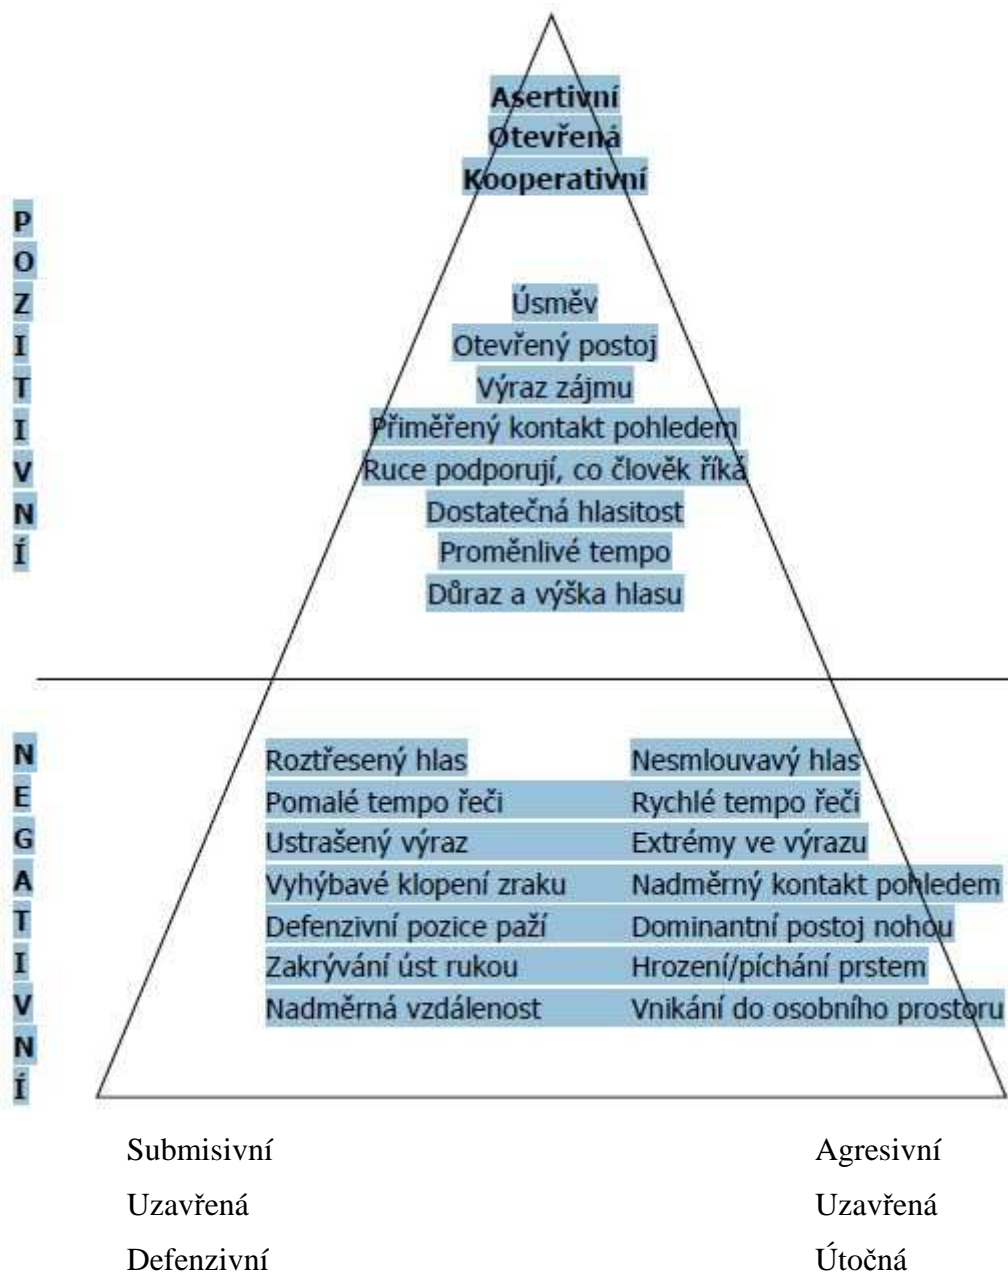 Asertivní
Otevřená
Kooperativní
POZITIVNÍ
Úsměv
Otevřený postoj
Výraz zájmu
Přiměřený kontakt pohledem
Ruce podporují, co člověk říká
Dostatečná hlasitost
Proměnlivé tempo
Důraz a výška hlasu
NEGATIVNÍ
Roztřesený hlas Nesmlouvavý hlas
Pomalé tempo řeči Rychlé tempo řeči
Ustrašený výraz Extrémy ve výrazu
Vyhýbavé klopení zraku Nadměrný kontakt pohledem
Defenzivní pozice paží Dominantní postoj nohou
Zakrývání úst rukou Hrození/píchání prstem
Nadměrná vzdálenost Vnikání do osobního prostoru
Submisivní Agresivní
Uzavřená Uzavřená
Defenzivní Útočná